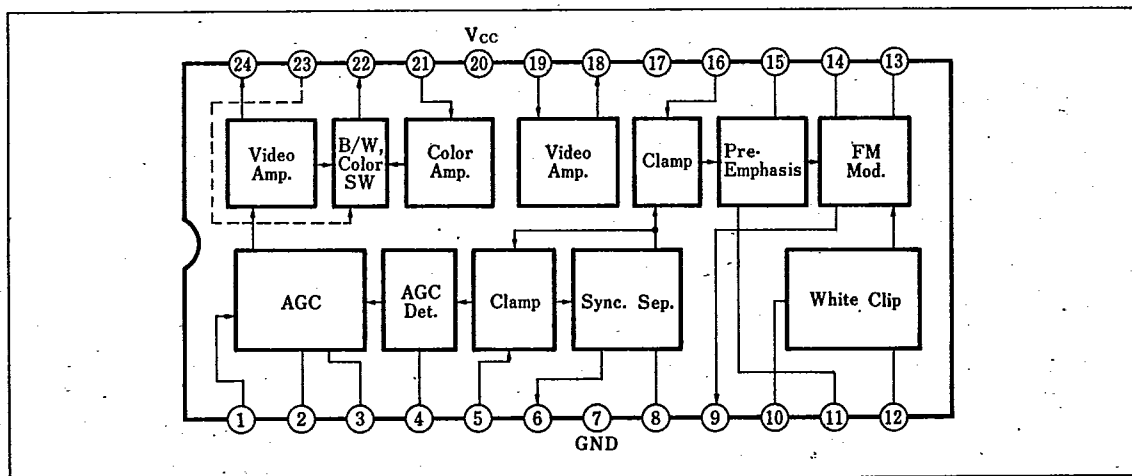 VCC
24 23 22 21 20 19 18 17 16 15 14 13
Video Amp.
B/W, Color SW
Color Amp.
Video Amp.
Clamp
Pre-Emphasis
FM Mod.
AGC
AGC Det.
Clamp
Sync. Sep.
White Clip
1 2 3 4 5 6 7 8 9 10 11 12
GND